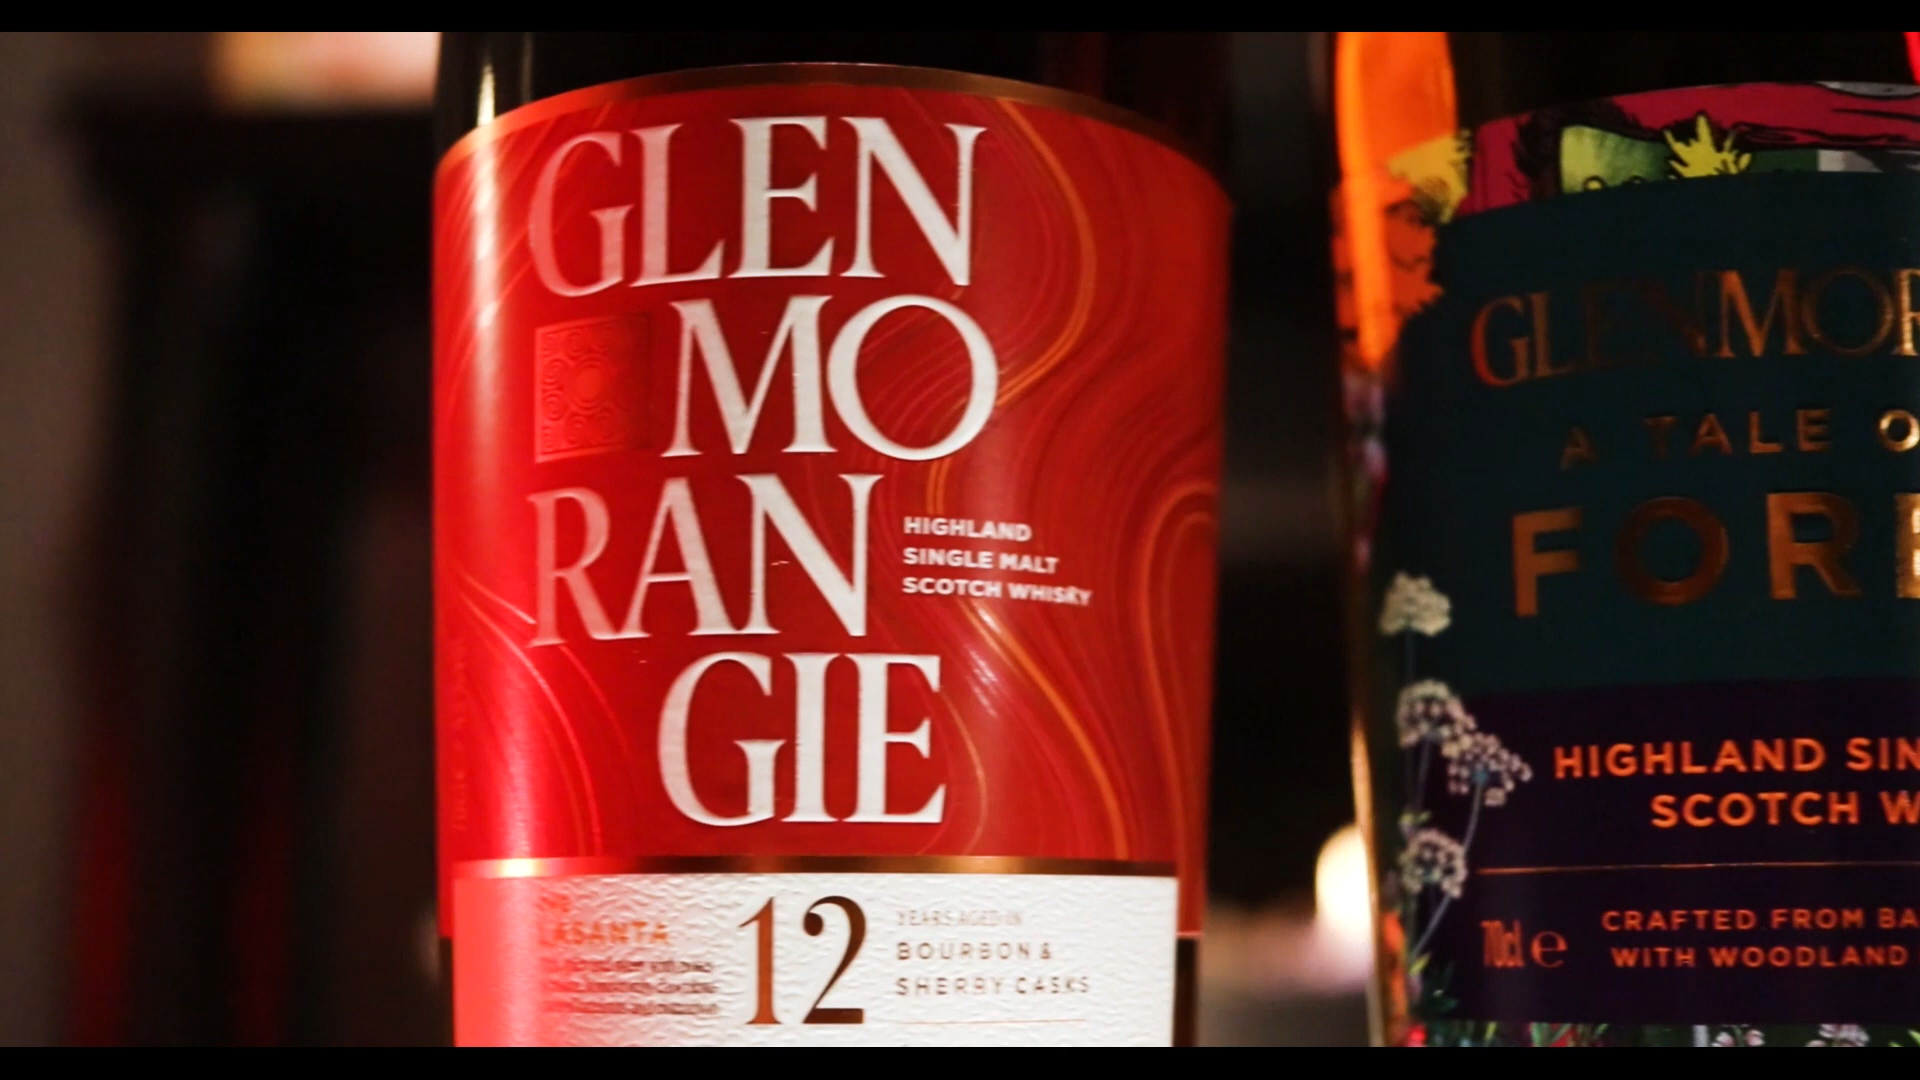 GLEN
MO
RAN
GIE
HIGHLAND
SINGLE MALT
SCOTCH WHISKY
LASANTA
12
YEARS AGED IN
BOURBON &
SHERRY CASKS
GLENMOR
A TALE O
FORE
HIGHLAND SIN
SCOTCH W
70cl e
CRAFTED FROM BA
WITH WOODLAND